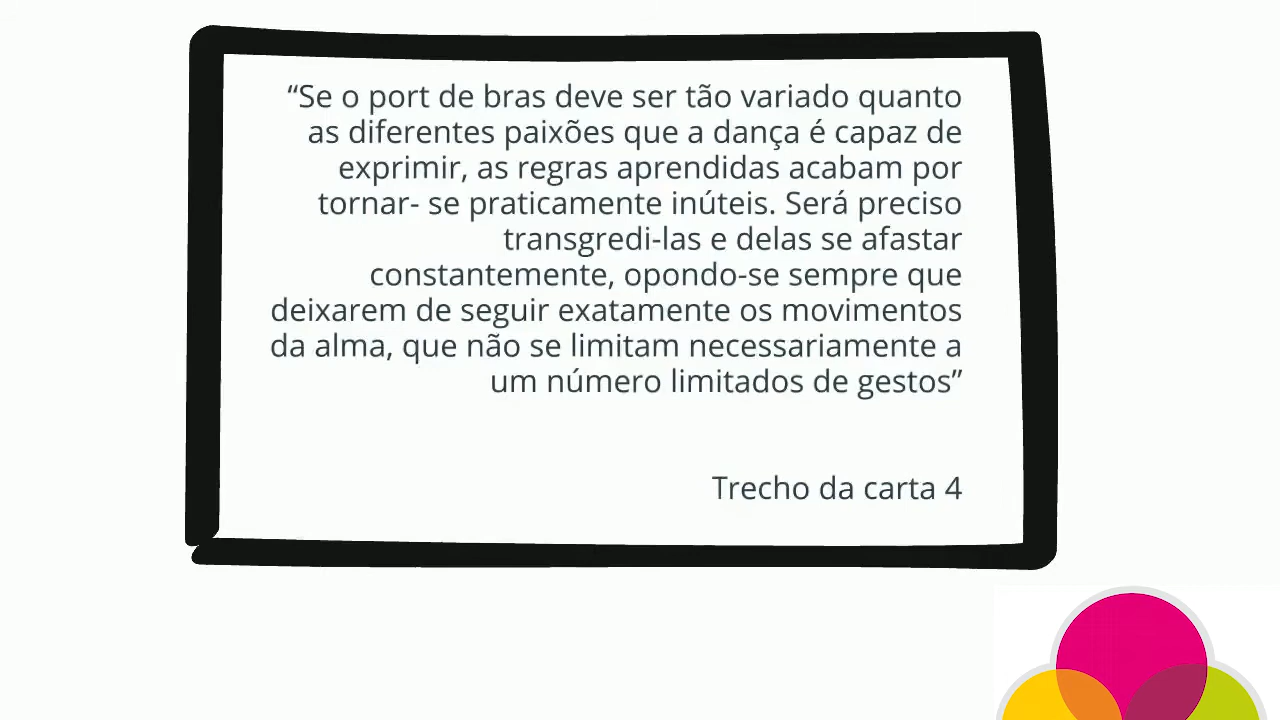 “Se o port de bras deve ser tão variado quanto
as diferentes paixões que a dança é capaz de
exprimir, as regras aprendidas acabam por
tornar- se praticamente inúteis. Será preciso
transgredi-las e delas se afastar
constantemente, opondo-se sempre que
deixarem de seguir exatamente os movimentos
da alma, que não se limitam necessariamente a
um número limitados de gestos”
Trecho da carta 4